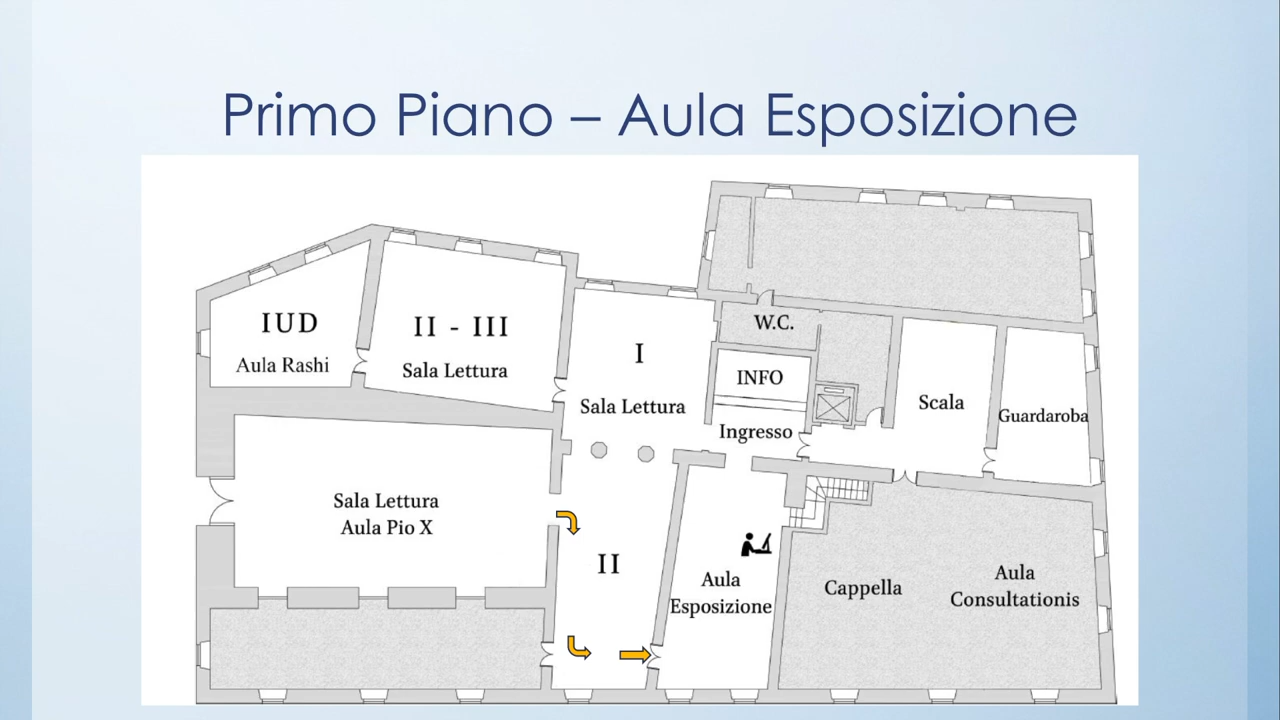 Primo Piano – Aula Esposizione
IUD
Aula Rashi
II - III
Sala Lettura
I
Sala Lettura
W.C.
INFO
Ingresso
Scala
Guardaroba
Sala Lettura
Aula Pio X
II
Aula
Esposizione
Cappella
Aula
Consultationis